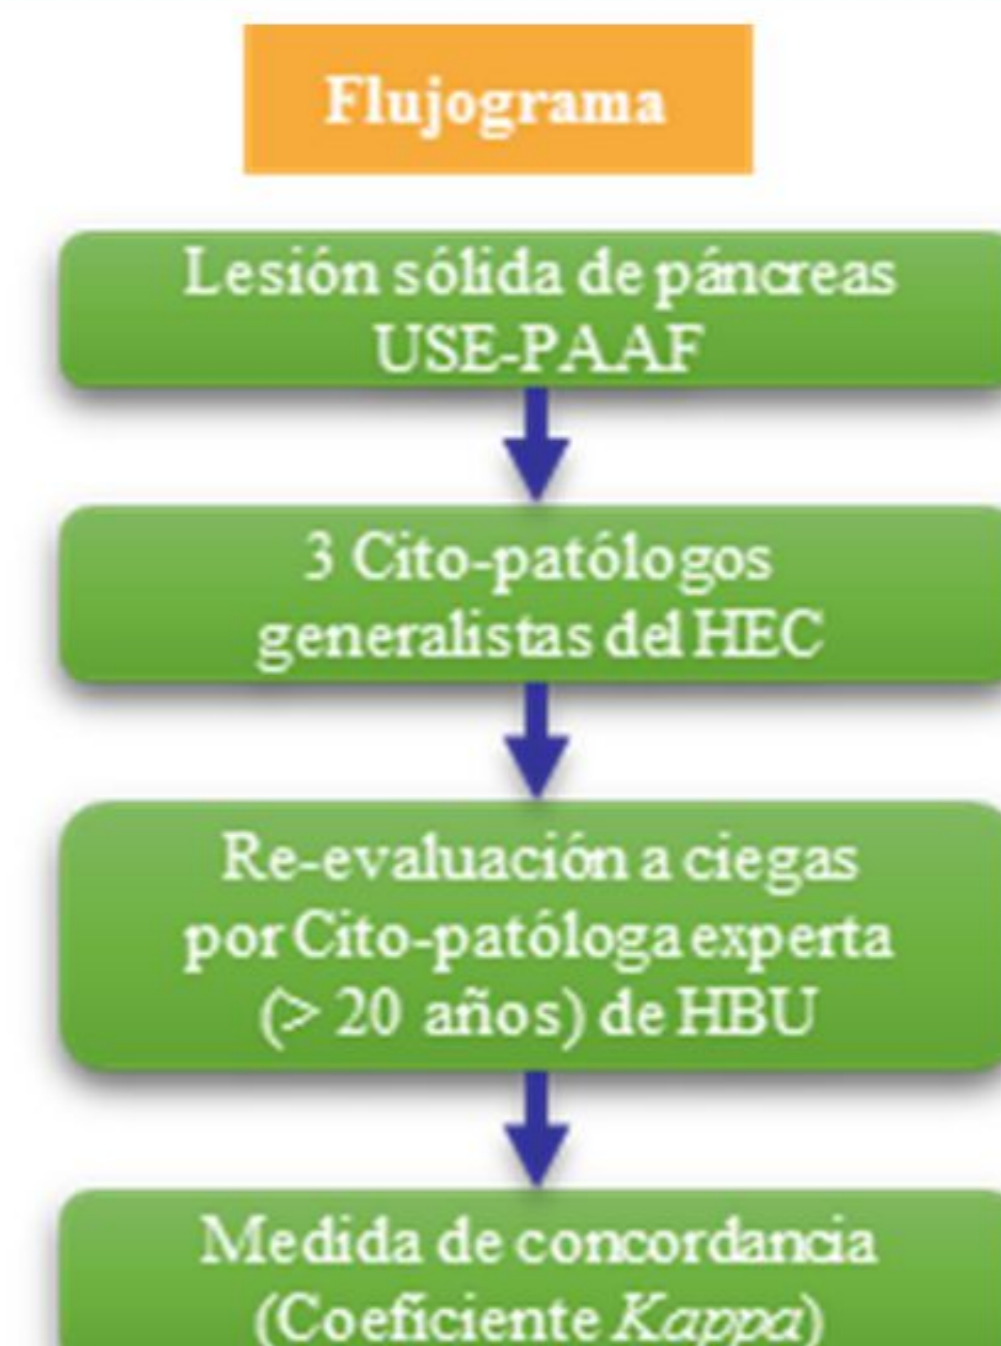 Flujograma
Lesión sólida de páncreas
USE-PAAF
3 Cito-patólogos
generalistas del HEC
Re-evaluación a ciegas
por Cito-patóloga experta
(> 20 años) de HBU
Medida de concordancia
(Coeficiente Kappa)